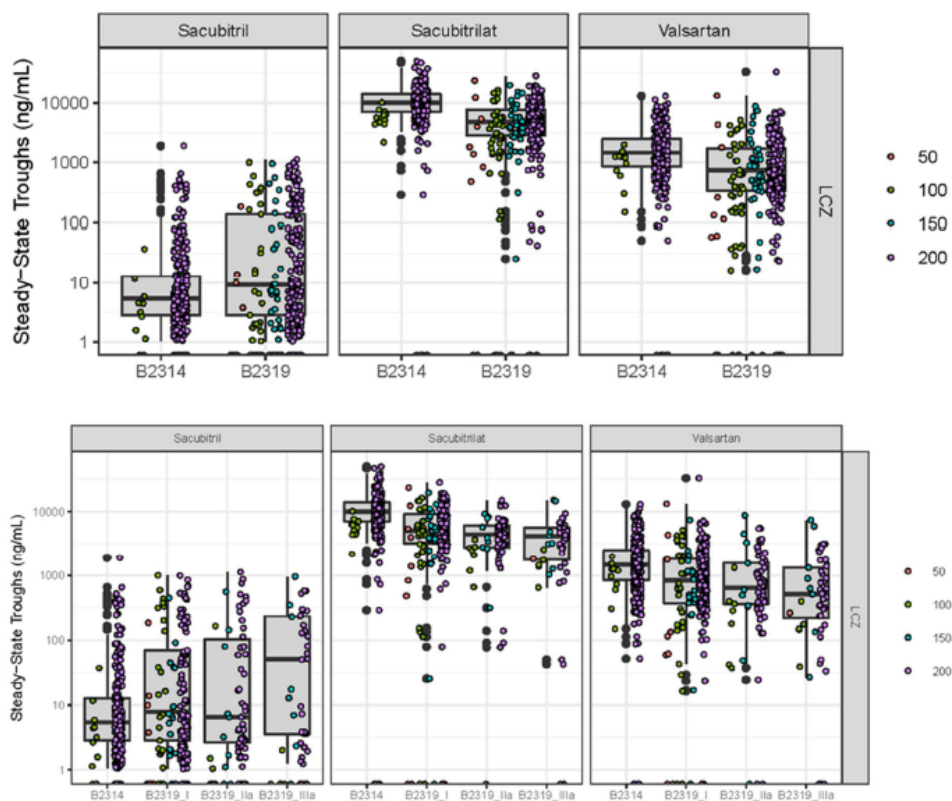 Sacubitril
Sacubitrilat
Valsartan
Steady-State Troughs (ng/mL)
10000
1000
100
10
1
LCZ
50
100
150
200
B2314
B2319
B2314
B2319
B2314
B2319
Sacubitril
Sacubitrilat
Valsartan
Steady-State Troughs (ng/mL)
10000
1000
100
10
1
LCZ
50
100
150
200
B2314
B2319_I
B2319_IIa
B2319_IIIa
B2314
B2319_I
B2319_IIa
B2319_IIIa
B2314
B2319_I
B2319_IIa
B2319_IIIa